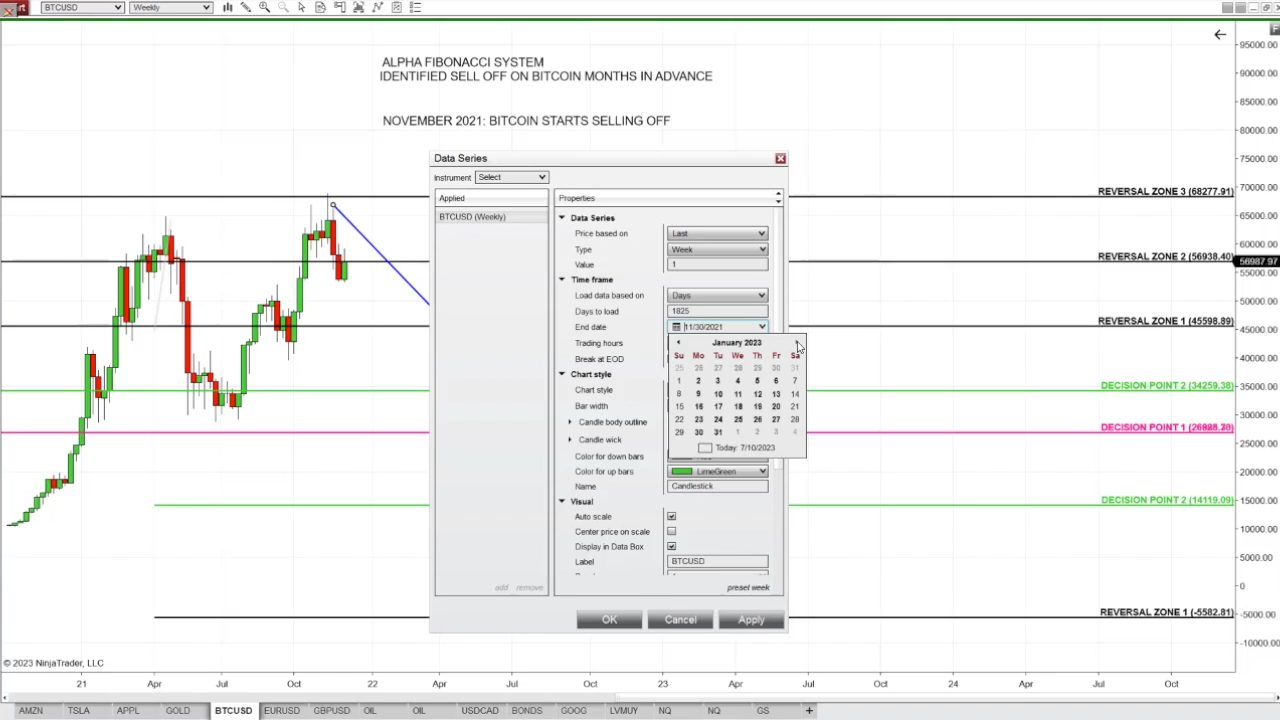 BTCUSD Weekly
95000.00
ALPHA FIBONACCI SYSTEM
IDENTIFIED SELL OFF ON BITCOIN MONTHS IN ADVANCE
NOVEMBER 2021: BITCOIN STARTS SELLING OFF
90000.00
85000.00
80000.00
75000.00
70000.00
65000.00
60000.00
56987.97
55000.00
50000.00
45000.00
40000.00
35000.00
30000.00
25000.00
20000.00
15000.00
10000.00
5000.00
0
-5000.00
-10000.00
REVERSAL ZONE 3 (68277.91)
REVERSAL ZONE 2 (56938.40)
REVERSAL ZONE 1 (45598.89)
DECISION POINT 2 (34259.38)
DECISION POINT 1
DECISION POINT 2 (14119.09)
REVERSAL ZONE 1 (-5582.81)
Data Series
Instrument Select
Applied
BTCUSD (Weekly)
add remove
Properties
Data Series
Price based on Last
Type Week
Value 1
Time frame
Load data based on Days
Days to load 1825
End date 11/30/2021
Trading hours
Break at EOD
Chart style
Chart style
Bar width
Candle body outline
Candle wick
Color for down bars
Color for up bars LimeGreen
Name Candlestick
Visual
Auto scale
Center price on scale
Display in Data Box
Label BTCUSD
preset week
January 2023
Su Mo Tu We Th Fr Sa
25 26 27 28 29 30 31
1 2 3 4 5 6 7
8 9 10 11 12 13 14
15 16 17 18 19 20 21
22 23 24 25 26 27 28
29 30 31 1 2 3 4
Today: 7/10/2023
OK Cancel Apply
© 2023 NinjaTrader, LLC
21 Apr Jul Oct 22 Apr Jul Oct 23 Apr Jul Oct 24 Apr Jul Oct
AMZN TSLA APPL GOLD BTCUSD EURUSD GBPUSD OIL OIL USDCAD BONDS GOOG LVMUY NQ NQ GS +